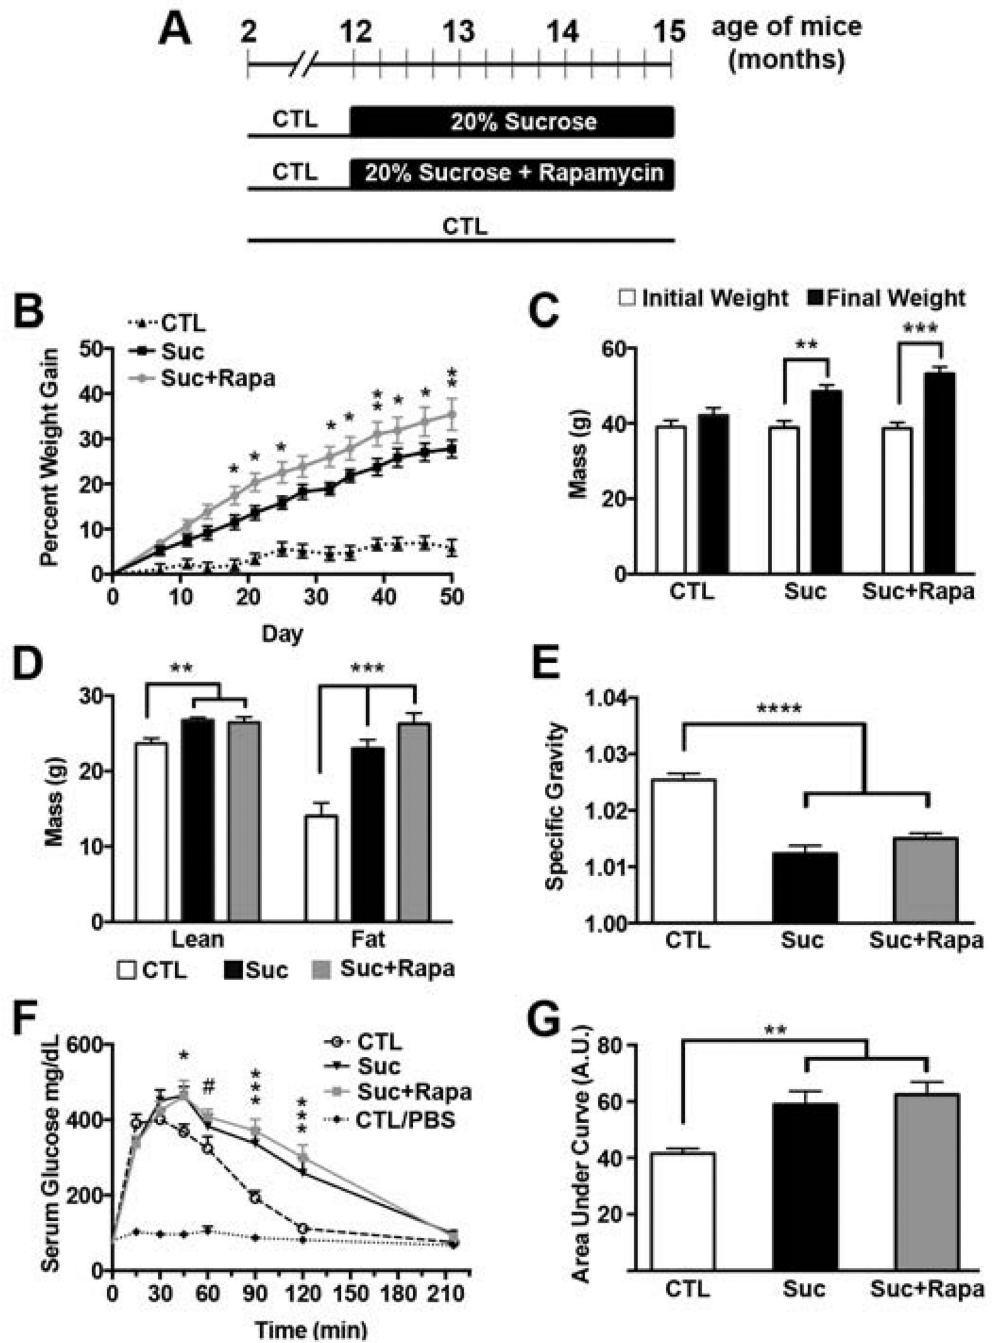 A
2 12 13 14 15 age of mice
(months)
CTL 20% Sucrose
CTL 20% Sucrose + Rapamycin
CTL
B
CTL
Suc
Suc+Rapa
Percent Weight Gain
50
40
30
20
10
0
* * * * * ** * * **
0 10 20 30 40 50
Day
C
Initial Weight Final Weight
** ***
Mass (g)
60
40
20
0
CTL Suc Suc+Rapa
D
** ***
Mass (g)
30
20
10
0
Lean Fat
CTL Suc Suc+Rapa
E
****
Specific Gravity
1.04
1.03
1.02
1.01
1.00
CTL Suc Suc+Rapa
F
CTL
Suc
Suc+Rapa
CTL/PBS
* # *** ***
Serum Glucose mg/dL
600
400
200
0
0 30 60 90 120 150 180 210
Time (min)
G
**
Area Under Curve (A.U.)
80
60
40
20
CTL Suc Suc+Rapa